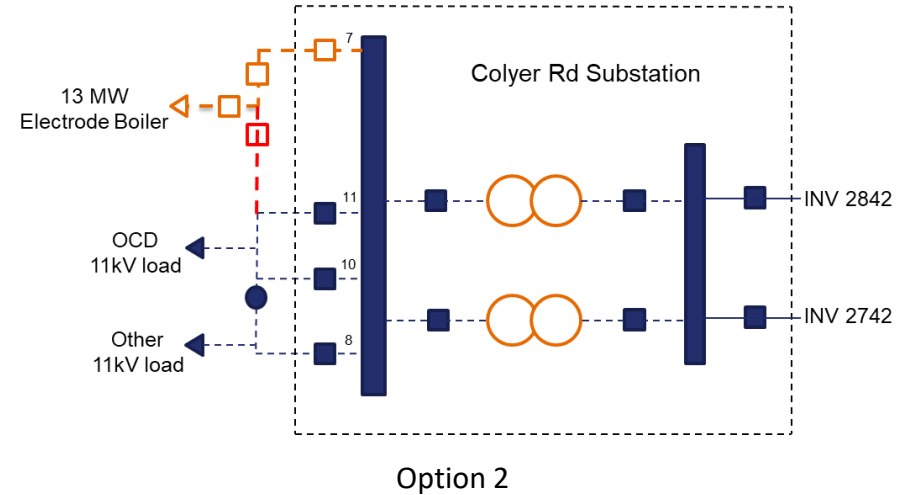 7
Colyer Rd Substation
13 MW
Electrode Boiler
11
INV 2842
OCD
11kV load
10
INV 2742
Other
11kV load
8
Option 2